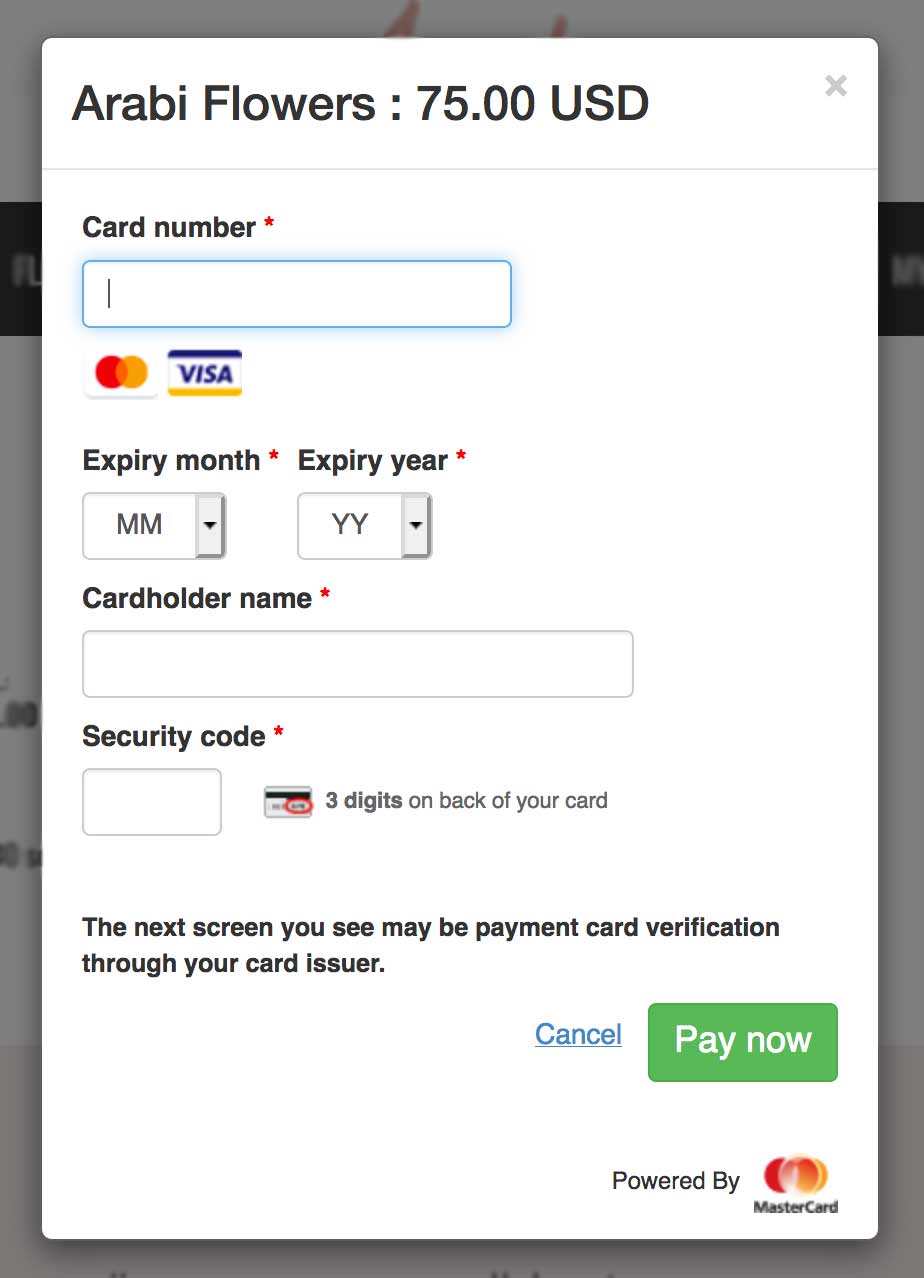 Arabi Flowers : 75.00 USD
×
Card number *
VISA
Expiry month * Expiry year *
MM YY
Cardholder name *
Security code *
3 digits on back of your card
The next screen you see may be payment card verification
through your card issuer.
Cancel Pay now
Powered By
MasterCard